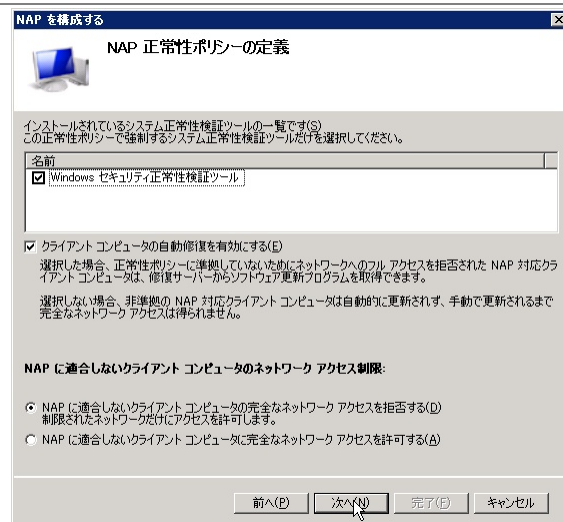 NAP を構成する
NAP 正常性ポリシーの定義
インストールされているシステム正常性検証ツールの一覧です(S)
この正常性ポリシーで強制するシステム正常性検証ツールだけを選択してください。
名前
Windows セキュリティ正常性検証ツール
クライアント コンピュータの自動修復を有効にする(E)
選択した場合、正常性ポリシーに準拠していないためにネットワークへのフル アクセスを拒否された NAP 対応クラ
イアント コンピュータは、修復サーバーからソフトウェア更新プログラムを取得できます。
選択しない場合、非準拠の NAP 対応クライアント コンピュータは自動的に更新されず、手動で更新されるまで
完全なネットワーク アクセスは得られません。
NAP に適合しないクライアント コンピュータのネットワーク アクセス制限:
NAP に適合しないクライアント コンピュータの完全なネットワーク アクセスを拒否する(D)
制限されたネットワークだけにアクセスを許可します。
NAP に適合しないクライアント コンピュータに完全なネットワーク アクセスを許可する(A)
前へ(P) 次へ(N) 完了(F) キャンセル